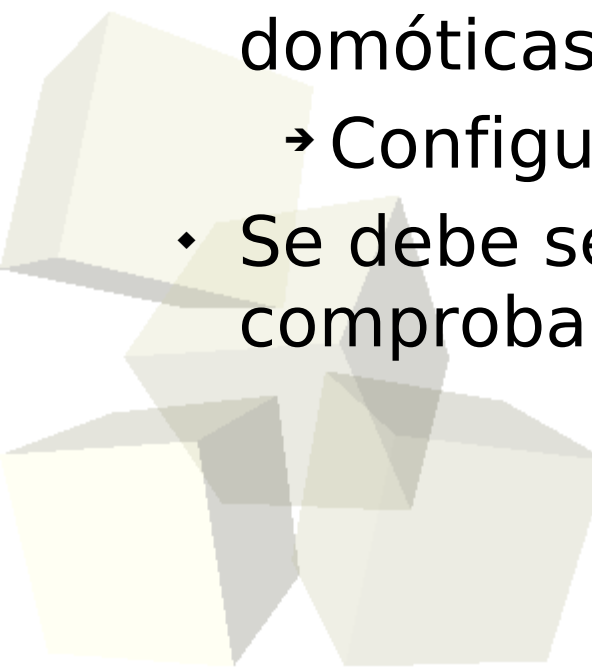 domóticas
➔ Configu
◆ Se debe se
comproba